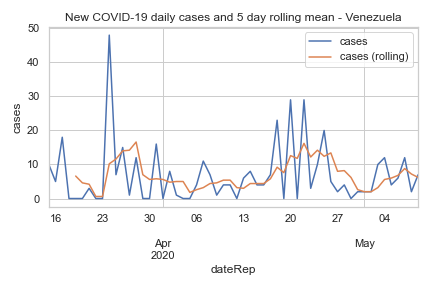 New COVID-19 daily cases and 5 day rolling mean - Venezuela
cases
cases (rolling)
cases
50
40
30
20
10
0
16 23 30 06 13 20 27 04
Apr May
2020
dateRep